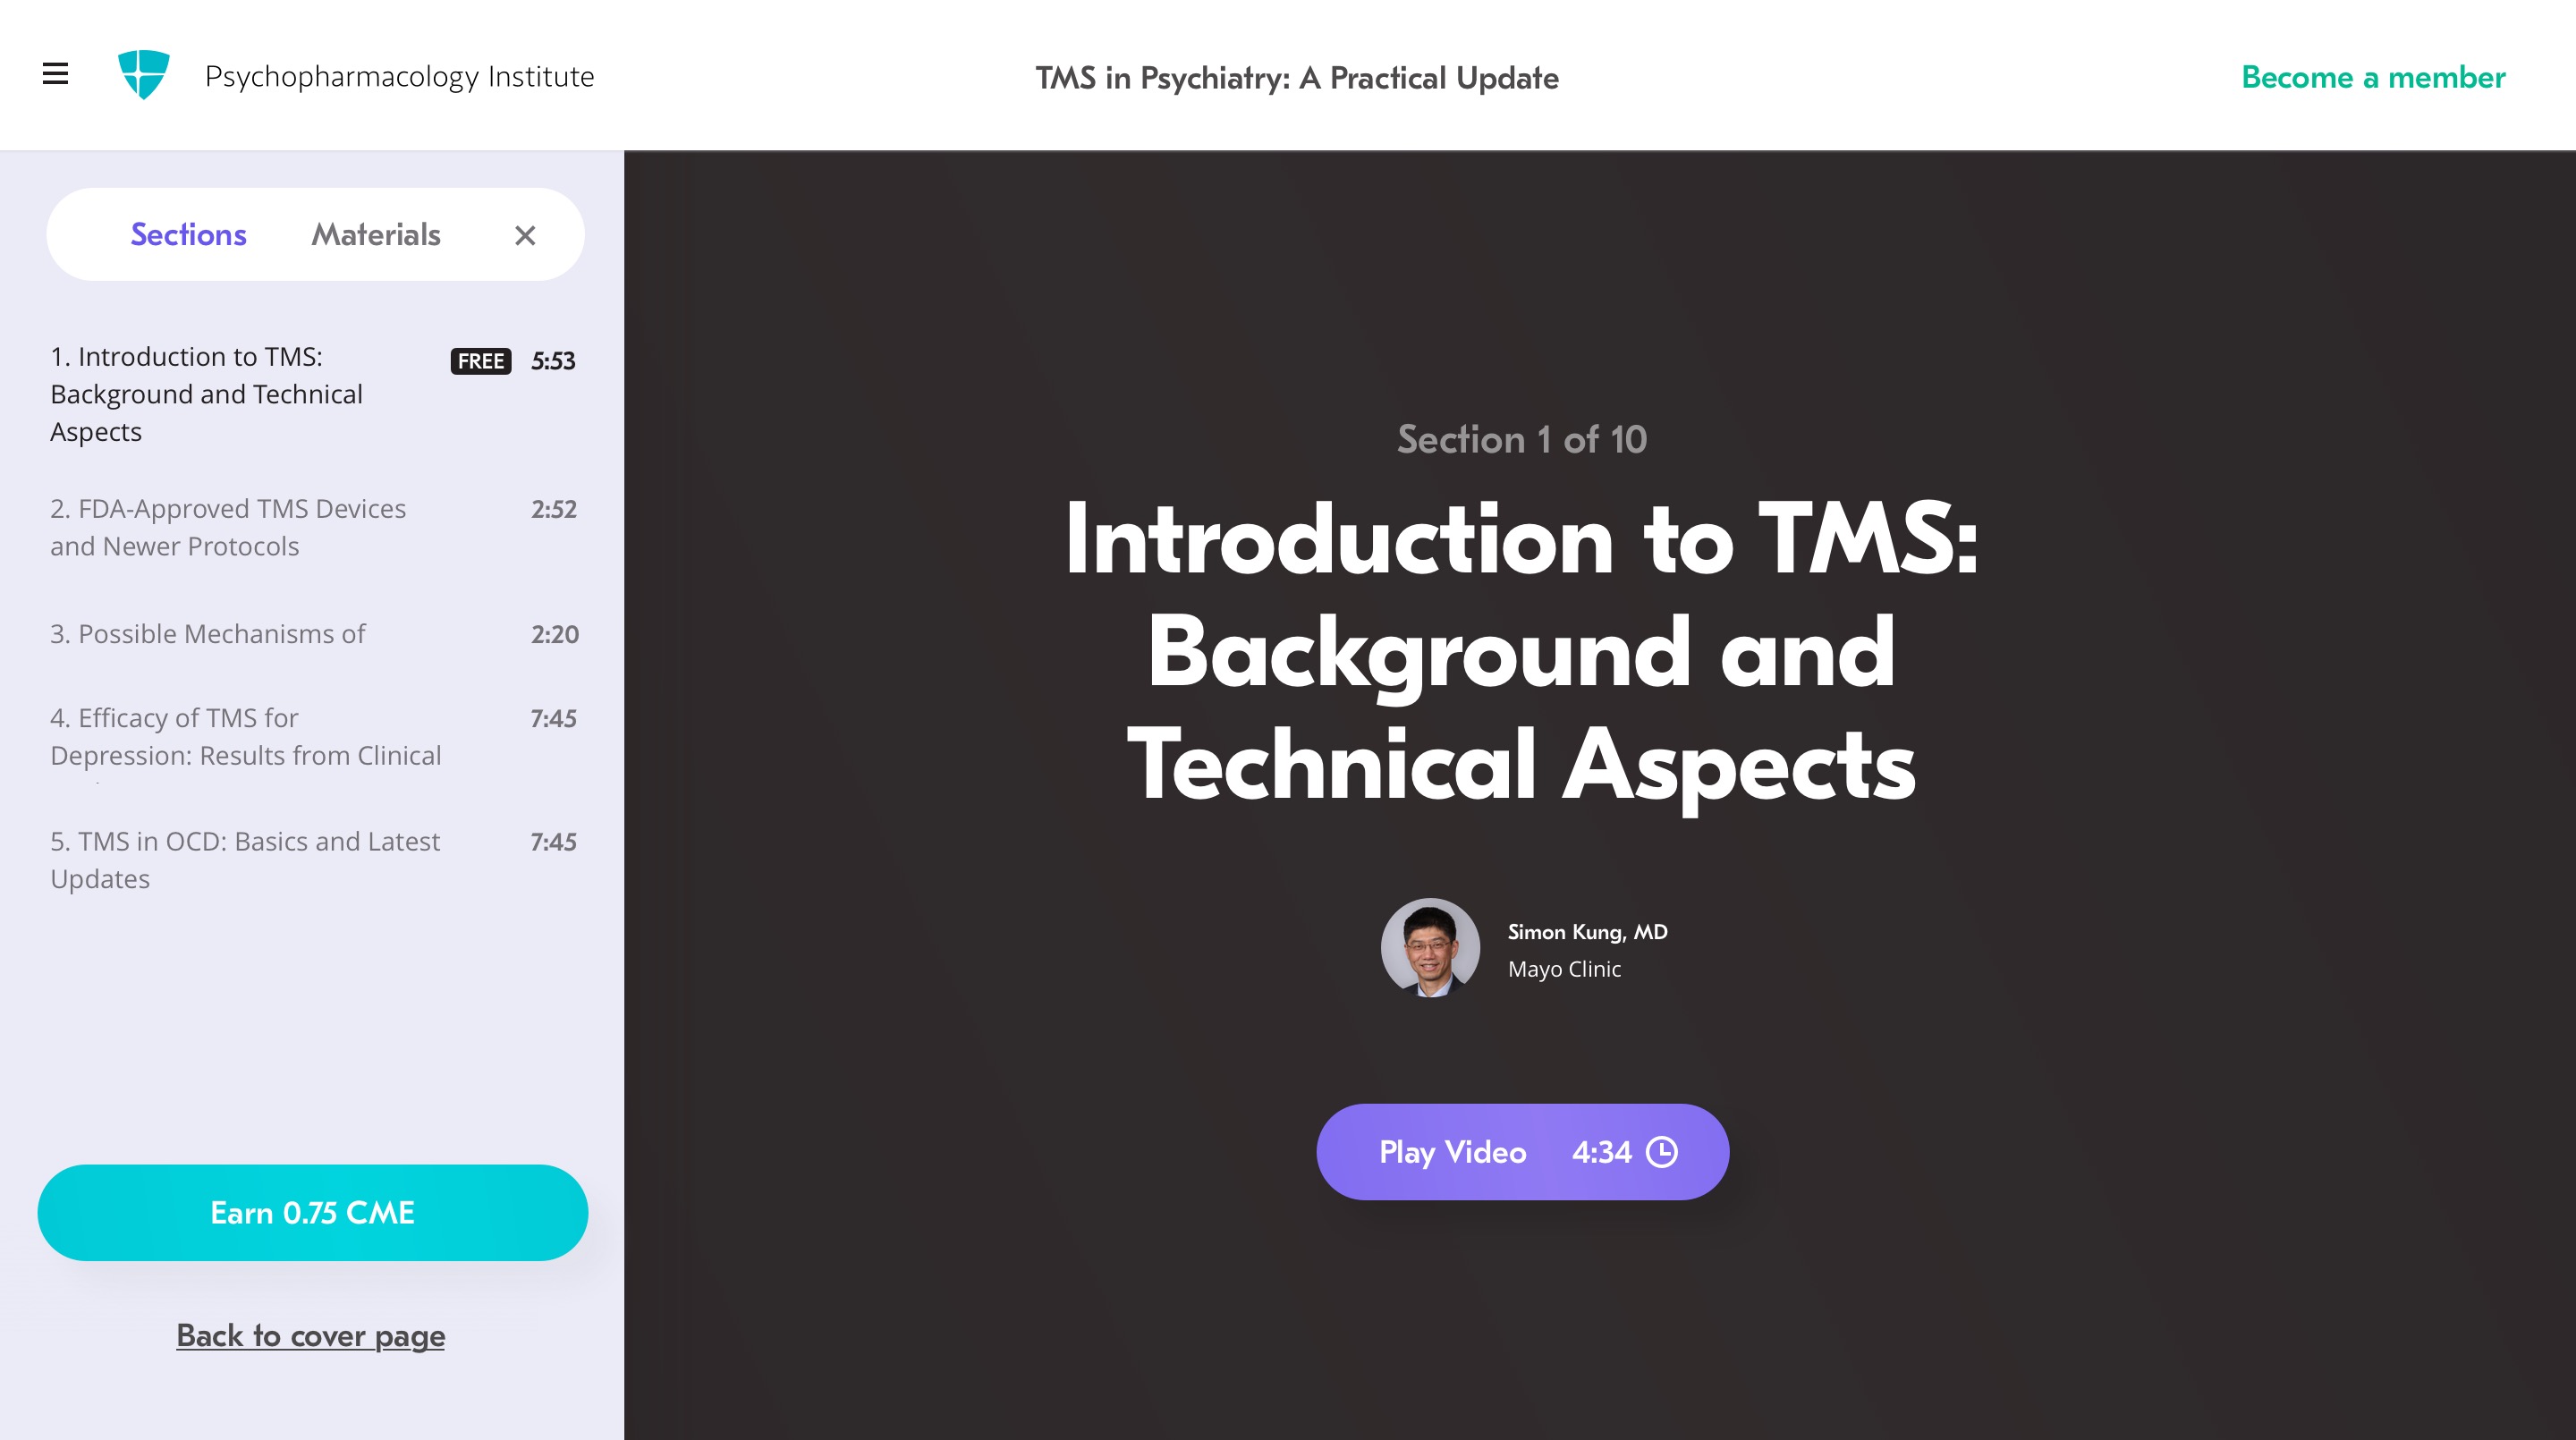 Psychopharmacology Institute
TMS in Psychiatry: A Practical Update
Become a member
Sections
Materials
1. Introduction to TMS:
Background and Technical
Aspects
FREE
5:53
2. FDA-Approved TMS Devices
and Newer Protocols
2:52
3. Possible Mechanisms of
2:20
4. Efficacy of TMS for
Depression: Results from Clinical
7:45
5. TMS in OCD: Basics and Latest
Updates
7:45
Earn 0.75 CME
Back to cover page
Section 1 of 10
Introduction to TMS:
Background and
Technical Aspects
Simon Kung, MD
Mayo Clinic
Play Video 4:34